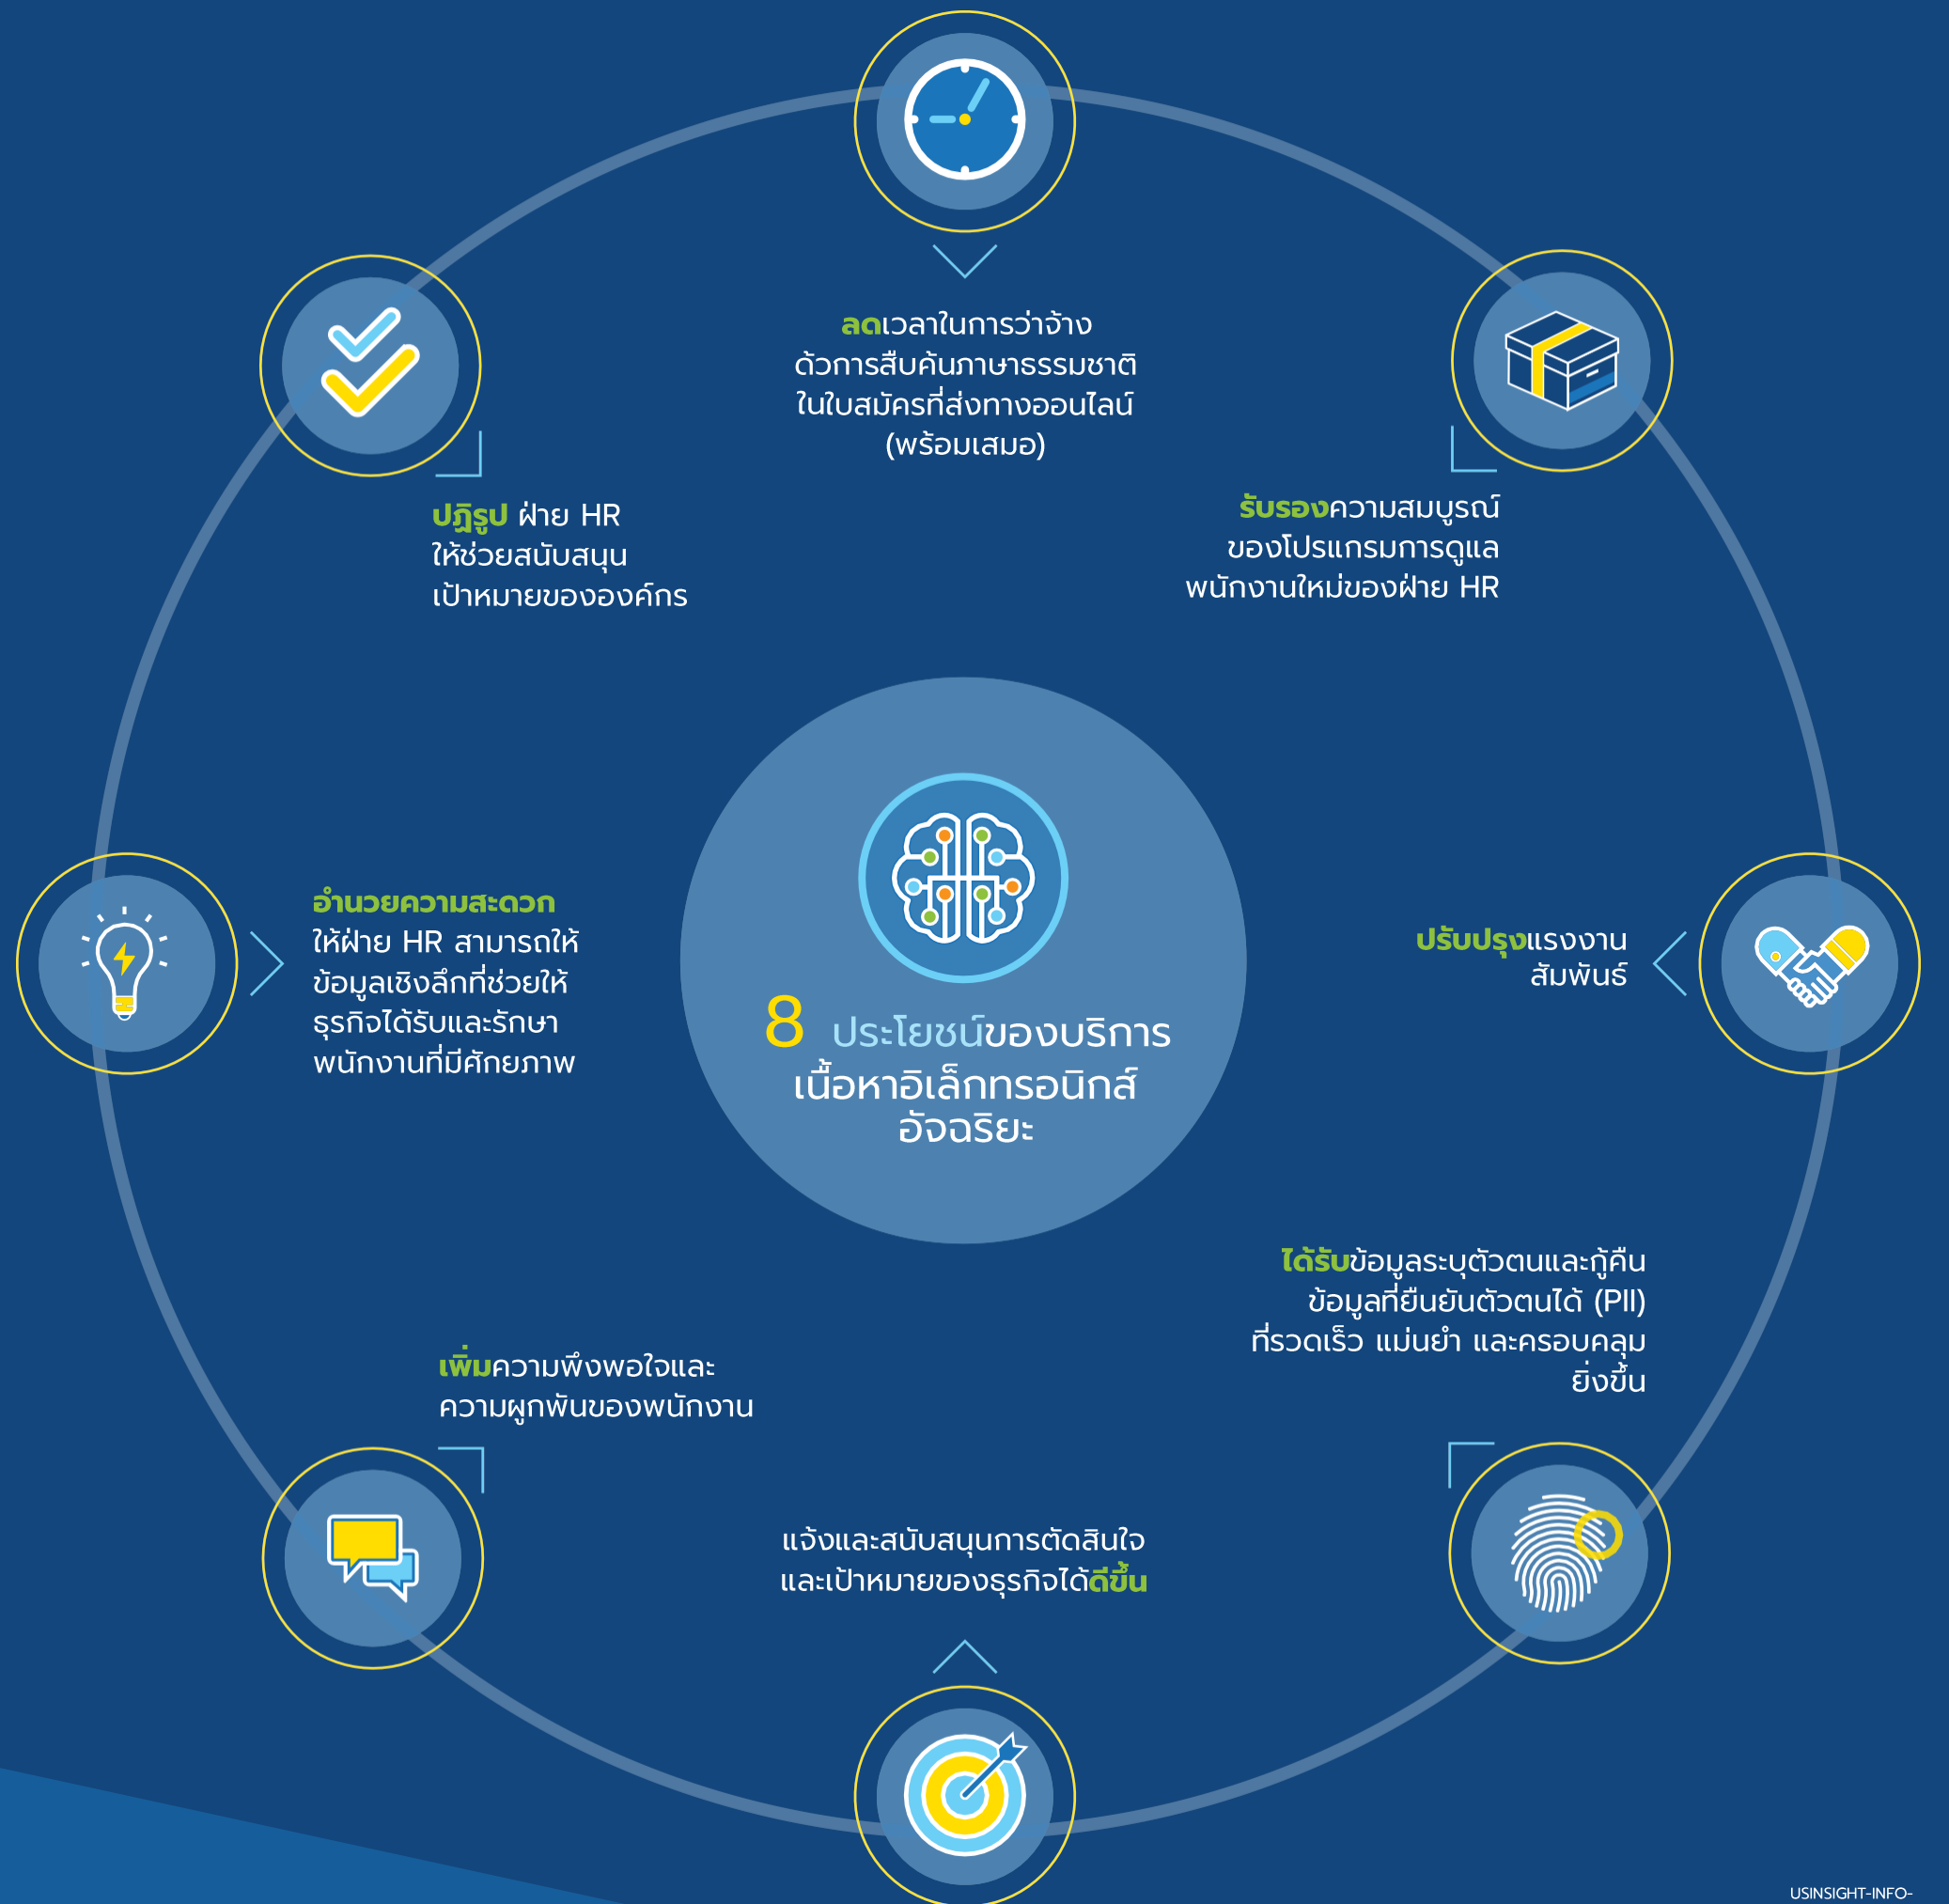 ลดเวลาในการว่าจ้าง
ด้วการสืบค้นภาษาธรรมชาติ
ในใบสมัครที่ส่งทางออนไลน์
(พร้อมเสมอ)
รับรองความสมบูรณ์
ของโปรแกรมการดูแล
พนักงานใหม่ของฝ่าย HR
ปรับปรุงแรงงาน
สัมพันธ์
ได้รับข้อมูลระบุตัวตนและกู้คืน
ข้อมูลที่ยืนยันตัวตนได้ (PII)
ที่รวดเร็ว แม่นยำ และครอบคลุม
ยิ่งขึ้น
แจ้งและสนับสนุนการตัดสินใจ
และเป้าหมายของธุรกิจได้ดีขึ้น
เพิ่มความพึงพอใจและ
ความผูกพันของพนักงาน
อำนวยความสะดวก
ให้ฝ่าย HR สามารถให้
ข้อมูลเชิงลึกที่ช่วยให้
ธุรกิจได้รับและรักษา
พนักงานที่มีศักยภาพ
ปฏิรูป ฝ่าย HR
ให้ช่วยสนับสนุน
เป้าหมายขององค์กร
8 ประโยชน์ของบริการ
เนื้อหาอิเล็กทรอนิกส์
อัจฉริยะ
USINSIGHT-INFO-